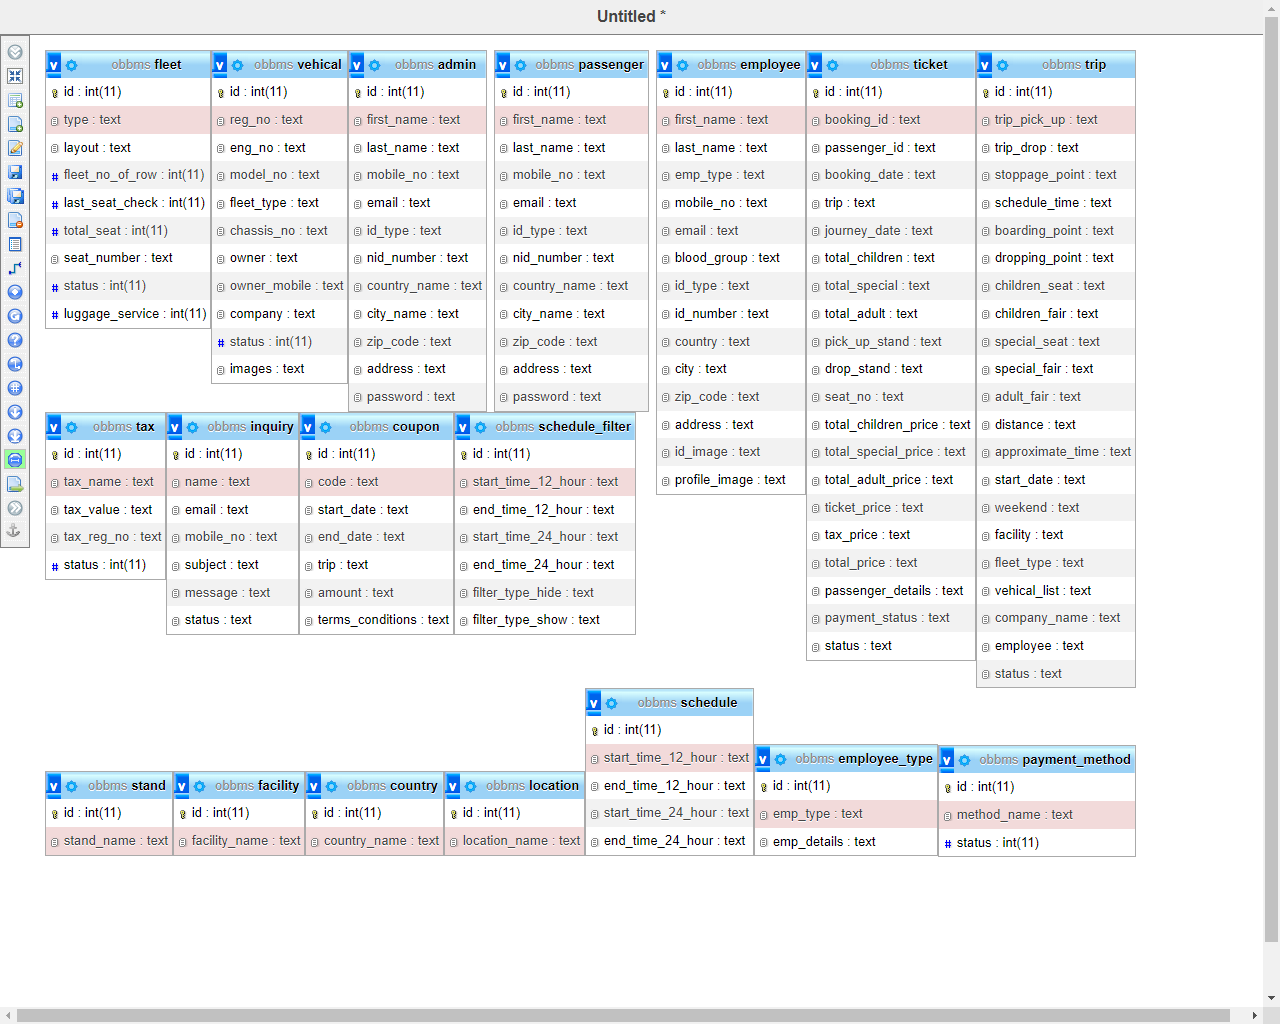 Untitled *
obbms fleet
id : int(11)
type : text
layout : text
fleet_no_of_row : int(11)
last_seat_check : int(11)
total_seat : int(11)
seat_number : text
status : int(11)
luggage_service : int(11)
obbms vehical
id : int(11)
reg_no : text
eng_no : text
model_no : text
fleet_type : text
chassis_no : text
owner : text
owner_mobile : text
company : text
status : int(11)
images : text
obbms admin
id : int(11)
first_name : text
last_name : text
mobile_no : text
email : text
id_type : text
nid_number : text
country_name : text
city_name : text
zip_code : text
address : text
password : text
obbms passenger
id : int(11)
first_name : text
last_name : text
mobile_no : text
email : text
id_type : text
nid_number : text
country_name : text
city_name : text
zip_code : text
address : text
password : text
obbms employee
id : int(11)
first_name : text
last_name : text
emp_type : text
mobile_no : text
email : text
blood_group : text
id_type : text
id_number : text
country : text
city : text
zip_code : text
address : text
id_image : text
profile_image : text
obbms ticket
id : int(11)
booking_id : text
passenger_id : text
booking_date : text
trip : text
journey_date : text
total_children : text
total_special : text
total_adult : text
pick_up_stand : text
drop_stand : text
seat_no : text
total_children_price : text
total_special_price : text
total_adult_price : text
ticket_price : text
tax_price : text
total_price : text
passenger_details : text
payment_status : text
status : text
obbms trip
id : int(11)
trip_pick_up : text
trip_drop : text
stoppage_point : text
schedule_time : text
boarding_point : text
dropping_point : text
children_seat : text
children_fair : text
special_seat : text
special_fair : text
adult_fair : text
distance : text
approximate_time : text
start_date : text
weekend : text
facility : text
fleet_type : text
vehical_list : text
company_name : text
employee : text
status : text
obbms tax
id : int(11)
tax_name : text
tax_value : text
tax_reg_no : text
status : int(11)
obbms inquiry
id : int(11)
name : text
email : text
mobile_no : text
subject : text
message : text
status : text
obbms coupon
id : int(11)
code : text
start_date : text
end_date : text
trip : text
amount : text
terms_conditions : text
obbms schedule_filter
id : int(11)
start_time_12_hour : text
end_time_12_hour : text
start_time_24_hour : text
end_time_24_hour : text
filter_type_hide : text
filter_type_show : text
obbms stand
id : int(11)
stand_name : text
obbms facility
id : int(11)
facility_name : text
obbms country
id : int(11)
country_name : text
obbms location
id : int(11)
location_name : text
obbms schedule
id : int(11)
start_time_12_hour : text
end_time_12_hour : text
start_time_24_hour : text
end_time_24_hour : text
obbms employee_type
id : int(11)
emp_type : text
emp_details : text
obbms payment_method
id : int(11)
method_name : text
status : int(11)